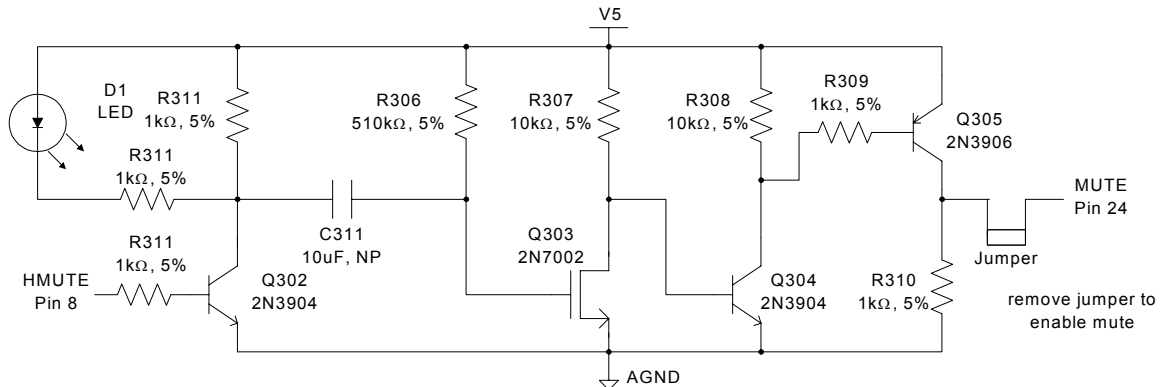 V5
D1
LED
R311
1kΩ, 5%
R306
510kΩ, 5%
R307
10kΩ, 5%
R308
10kΩ, 5%
R309
1kΩ, 5%
Q305
2N3906
R311
1kΩ, 5%
MUTE
Pin 24
C311
10uF, NP
R311
1kΩ, 5%
Q303
2N7002
Jumper
HMUTE
Pin 8
Q302
2N3904
Q304
2N3904
R310
1kΩ, 5%
remove jumper to
enable mute
AGND